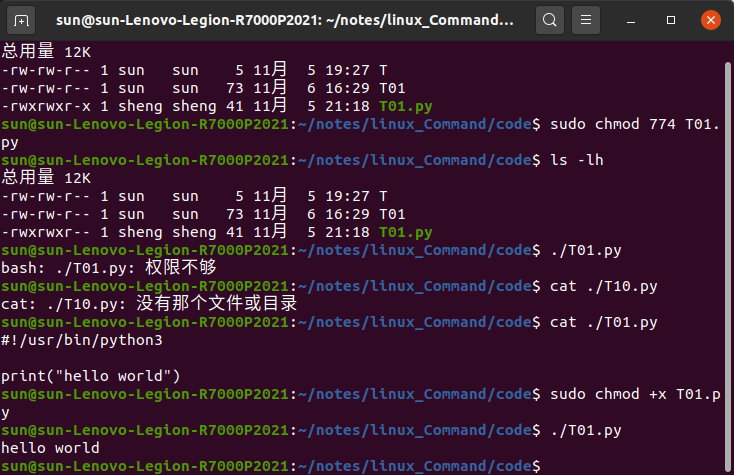 sun@sun-Lenovo-Legion-R7000P2021: ~/notes/linux_Command...
总用量 12K
-rw-rw-r-- 1 sun   sun    5 11月  5 19:27 T
-rw-rw-r-- 1 sun   sun   73 11月  6 16:29 T01
-rwxrwxr-x 1 sheng sheng 41 11月  5 21:18 T01.py
sun@sun-Lenovo-Legion-R7000P2021:~/notes/linux_Command/code$ sudo chmod 774 T01.
py
sun@sun-Lenovo-Legion-R7000P2021:~/notes/linux_Command/code$ ls -lh
总用量 12K
-rw-rw-r-- 1 sun   sun    5 11月  5 19:27 T
-rw-rw-r-- 1 sun   sun   73 11月  6 16:29 T01
-rwxrwxr-- 1 sheng sheng 41 11月  5 21:18 T01.py
sun@sun-Lenovo-Legion-R7000P2021:~/notes/linux_Command/code$ ./T01.py
bash: ./T01.py: 权限不够
sun@sun-Lenovo-Legion-R7000P2021:~/notes/linux_Command/code$ cat ./T10.py
cat: ./T10.py: 没有那个文件或目录
sun@sun-Lenovo-Legion-R7000P2021:~/notes/linux_Command/code$ cat ./T01.py
#!/usr/bin/python3

print("hello world")
sun@sun-Lenovo-Legion-R7000P2021:~/notes/linux_Command/code$ sudo chmod +x T01.p
y
sun@sun-Lenovo-Legion-R7000P2021:~/notes/linux_Command/code$ ./T01.py
hello world
sun@sun-Lenovo-Legion-R7000P2021:~/notes/linux_Command/code$